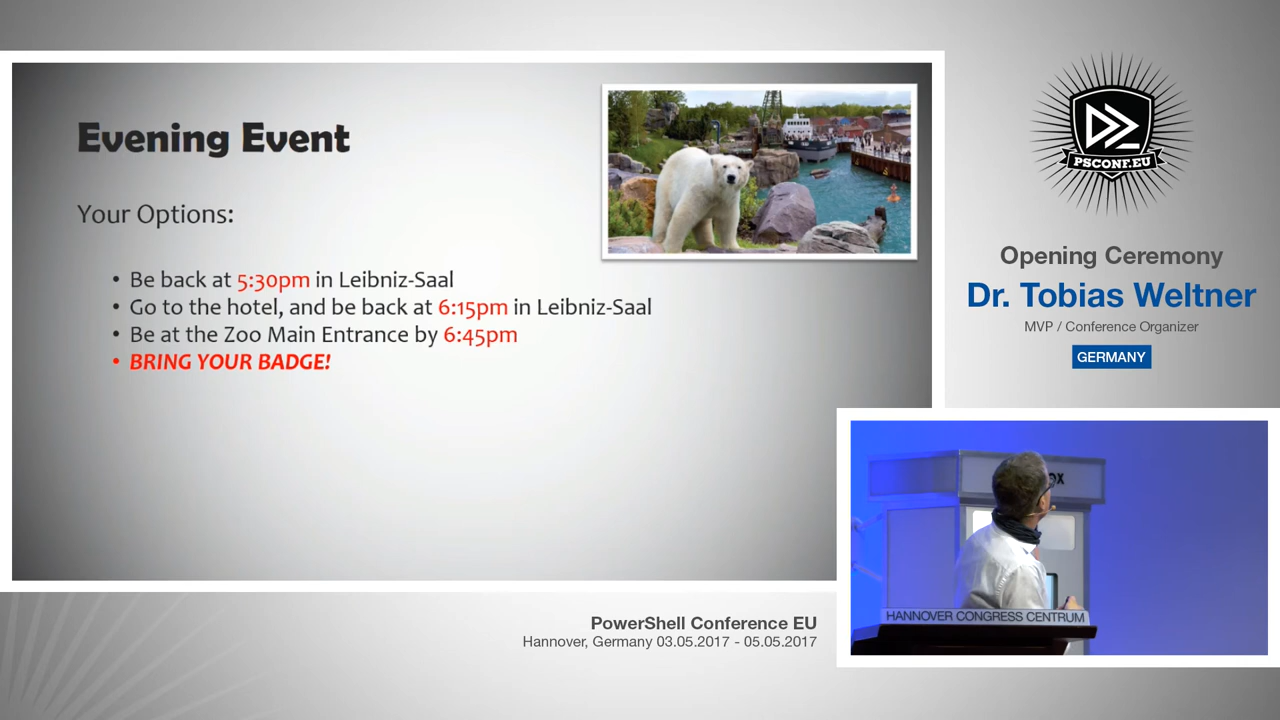 Evening Event
Your Options:
• Be back at 5:30pm in Leibniz-Saal
• Go to the hotel, and be back at 6:15pm in Leibniz-Saal
• Be at the Zoo Main Entrance by 6:45pm
• BRING YOUR BADGE!
PSCONF.EU
Opening Ceremony
Dr. Tobias Weltner
MVP / Conference Organizer
GERMANY
OX
HANNOVER CONGRESS CENTRUM
PowerShell Conference EU
Hannover, Germany 03.05.2017 - 05.05.2017